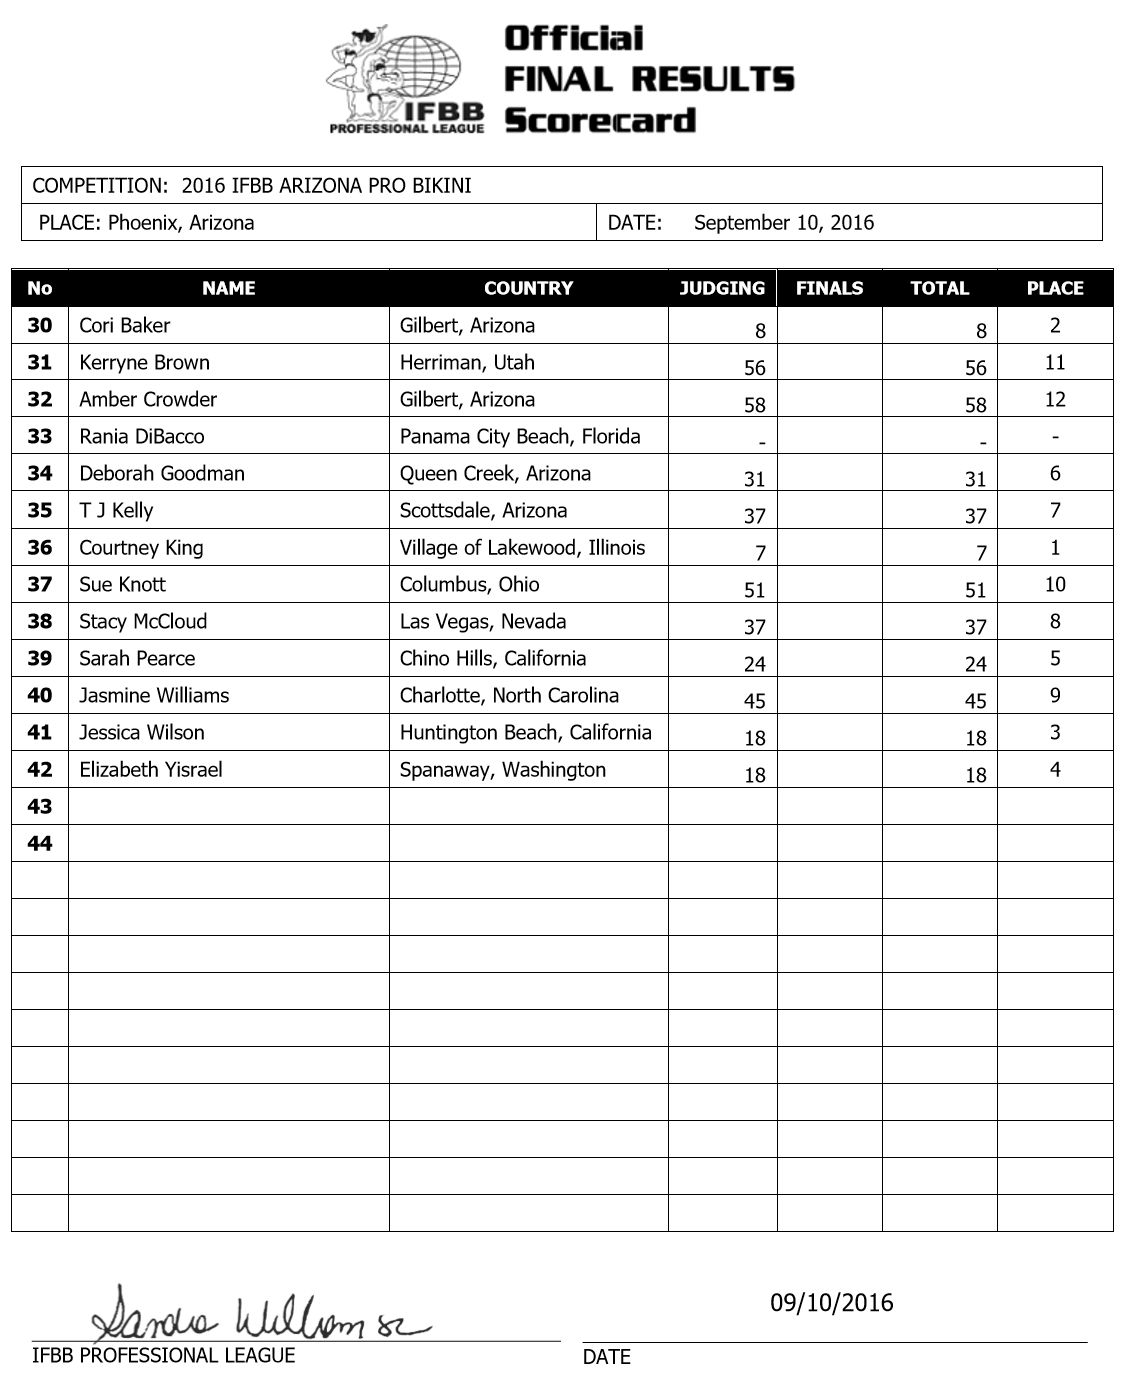 IFBB
PROFESSIONAL LEAGUE
Official
FINAL RESULTS
Scorecard
COMPETITION: 2016 IFBB ARIZONA PRO BIKINI
PLACE: Phoenix, Arizona DATE: September 10, 2016
No NAME COUNTRY JUDGING FINALS TOTAL PLACE
30 Cori Baker Gilbert, Arizona 8 8 2
31 Kerryne Brown Herriman, Utah 56 56 11
32 Amber Crowder Gilbert, Arizona 58 58 12
33 Rania DiBacco Panama City Beach, Florida - - -
34 Deborah Goodman Queen Creek, Arizona 31 31 6
35 T J Kelly Scottsdale, Arizona 37 37 7
36 Courtney King Village of Lakewood, Illinois 7 7 1
37 Sue Knott Columbus, Ohio 51 51 10
38 Stacy McCloud Las Vegas, Nevada 37 37 8
39 Sarah Pearce Chino Hills, California 24 24 5
40 Jasmine Williams Charlotte, North Carolina 45 45 9
41 Jessica Wilson Huntington Beach, California 18 18 3
42 Elizabeth Yisrael Spanaway, Washington 18 18 4
43
44
09/10/2016
IFBB PROFESSIONAL LEAGUE
DATE